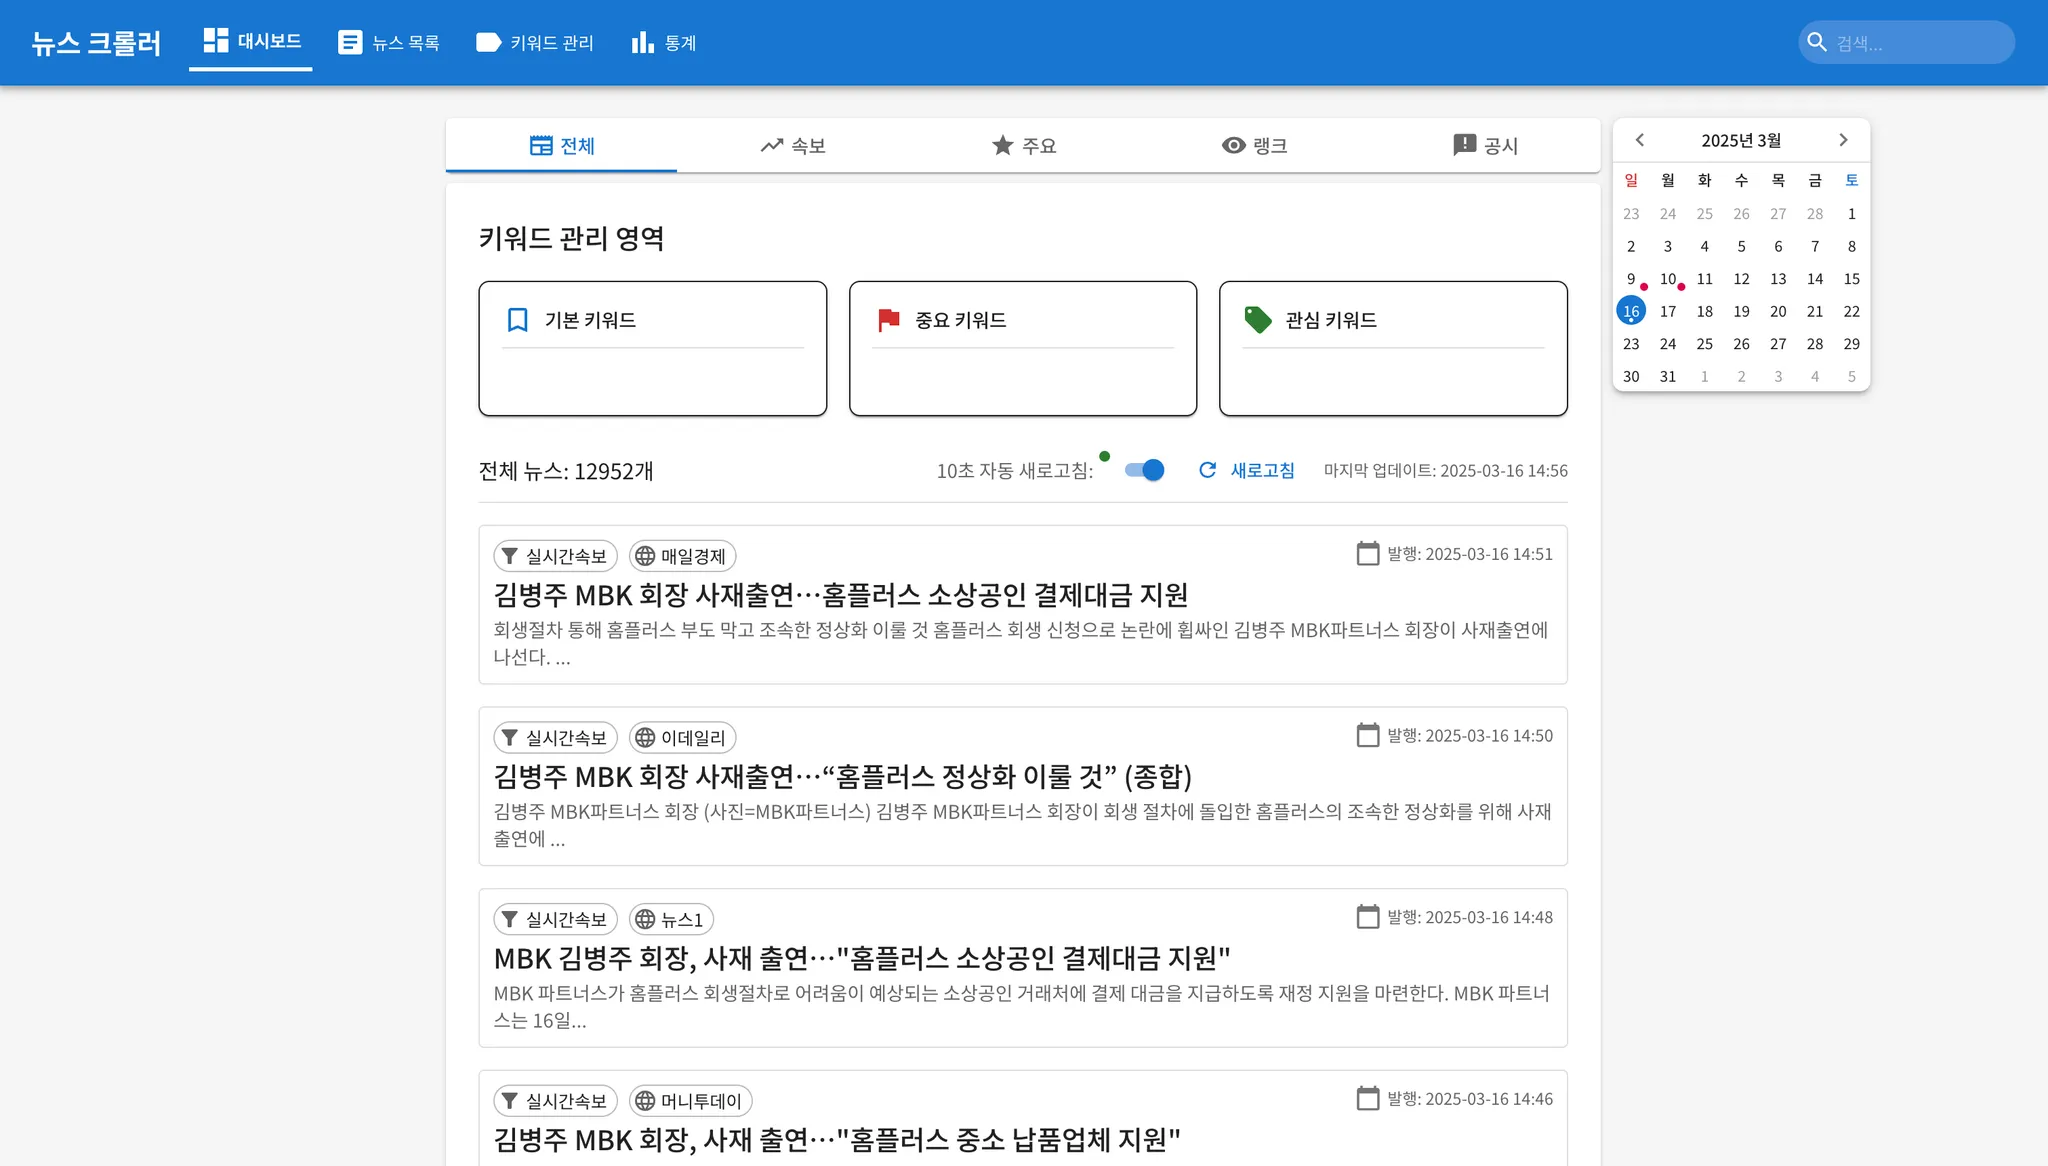 뉴스 크롤러
대시보드
뉴스 목록
키워드 관리
통계
검색...
전체
속보
주요
랭크
공시
2025년 3월
일 월 화 수 목 금 토
23 24 25 26 27 28 1
2 3 4 5 6 7 8
9 10 11 12 13 14 15
16 17 18 19 20 21 22
23 24 25 26 27 28 29
30 31 1 2 3 4 5
키워드 관리 영역
기본 키워드
중요 키워드
관심 키워드
전체 뉴스: 12952개
10초 자동 새로고침:
새로고침
마지막 업데이트: 2025-03-16 14:56
실시간속보
매일경제
발행: 2025-03-16 14:51
김병주 MBK 회장 사재출연…홈플러스 소상공인 결제대금 지원
회생절차 통해 홈플러스 부도 막고 조속한 정상화 이룰 것 홈플러스 회생 신청으로 논란에 휩싸인 김병주 MBK파트너스 회장이 사재출연에
나선다. ...
실시간속보
이데일리
발행: 2025-03-16 14:50
김병주 MBK 회장 사재출연…“홈플러스 정상화 이룰 것” (종합)
김병주 MBK파트너스 회장 (사진=MBK파트너스) 김병주 MBK파트너스 회장이 회생 절차에 돌입한 홈플러스의 조속한 정상화를 위해 사재
출연에 ...
실시간속보
뉴스1
발행: 2025-03-16 14:48
MBK 김병주 회장, 사재 출연…"홈플러스 소상공인 결제대금 지원"
MBK 파트너스가 홈플러스 회생절차로 어려움이 예상되는 소상공인 거래처에 결제 대금을 지급하도록 재정 지원을 마련한다. MBK 파트너
스는 16일...
실시간속보
머니투데이
발행: 2025-03-16 14:46
김병주 MBK 회장, 사재 출연…"홈플러스 중소 납품업체 지원"